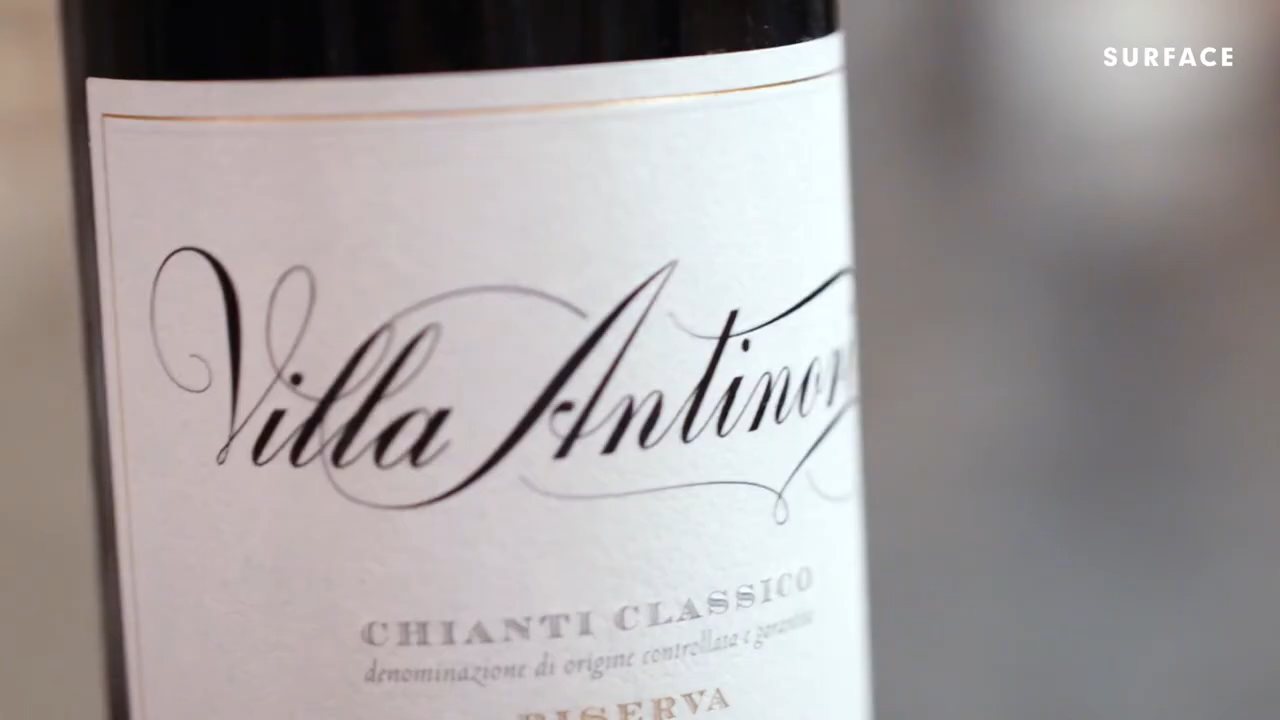 SURFACE
Villa Antinori
CHIANTI CLASSICO
denominazione di origine controllata e garantita
RISERVA